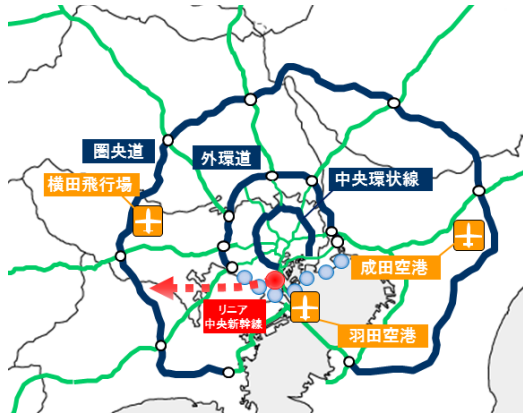 圏央道
外環道
横田飛行場
中央環状線
成田空港
リニア
中央新幹線
羽田空港